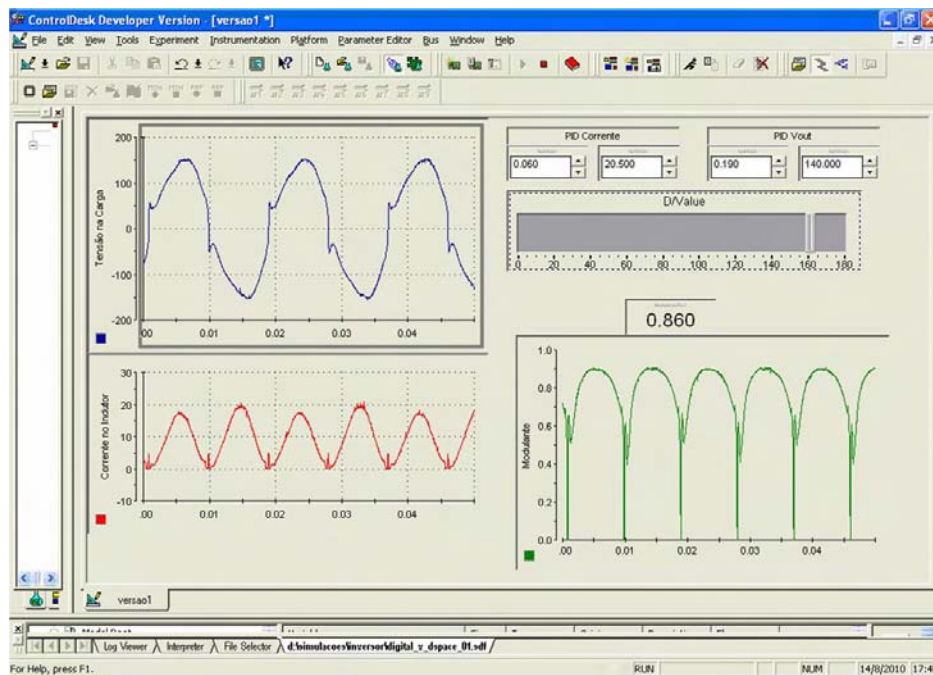 ControlDesk Developer Version - [versao1 *]
File Edit View Tools Experiment Instrumentation Platform Parameter Editor Bus Window Help
200
100
0
-100
-200
Tensão na Carga
.00 0.01 0.02 0.03 0.04
PID Corrente
0.060 20.500
PID Vout
0.190 140.000
D/Value
0 20 40 60 80 100 120 140 160 180
0.860
30
20
10
0
-10
Corrente no Indutor
.00 0.01 0.02 0.03 0.04
1.0
0.8
0.6
0.4
0.2
0.0
Modulante
.00 0.01 0.02 0.03 0.04
versao1
Log Viewer Interpreter File Selector d:\simulacoes\inversor\digital_v_dspace_01.sdf
For Help, press F1.
RUN NUM 14/8/2010 17:4